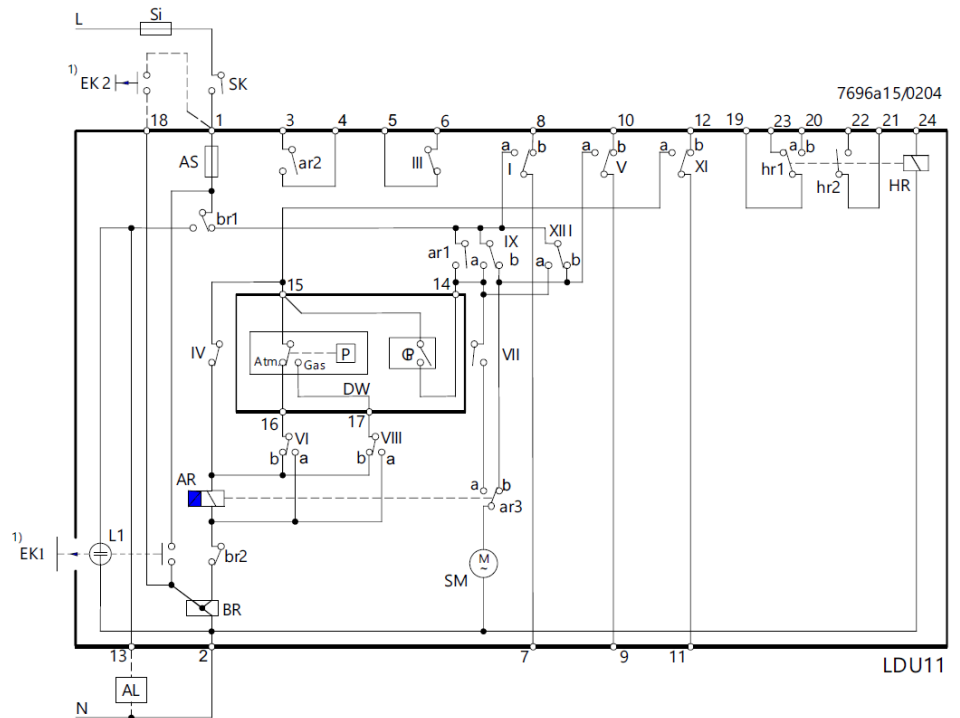 L
Si
1)
EK 2
SK
7696a15/0204
18 1 3 4 5 6 8 10 12 19 23 20 22 21 24
AS
ar2
III
a b
I
a b
V
a b
XI
a b
hr1
hr2
HR
br1
ar1
a
IX
b
XIII
a b
15 14
IV
P
Atm. Gas
GP
VII
DW
16 17
VI
b a
VIII
b a
AR
a b
ar3
1)
EK1
L1
br2
M
~
SM
BR
13 2 7 9 11
LDU11
AL
N